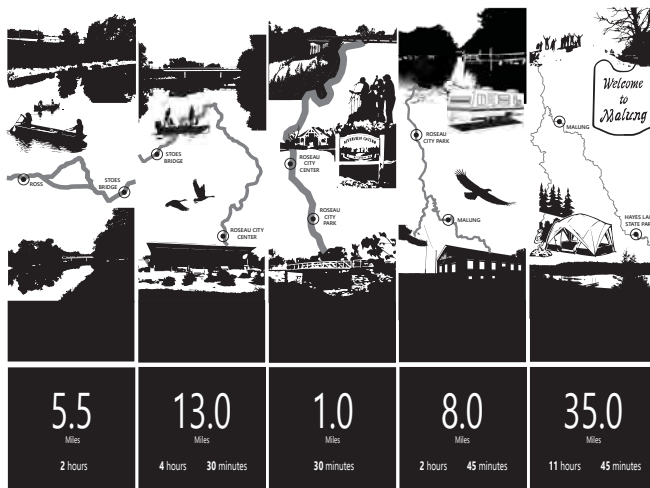 ROSS
STOES
BRIDGE
5.5
Miles
2 hours
STOES
BRIDGE
ROSEAU CITY
CENTER
13.0
Miles
4 hours 30 minutes
ROSEAU
CITY
CENTER
ROSEAU
CITY
PARK
1.0
Miles
30 minutes
ROSEAU
CITY PARK
MALUNG
8.0
Miles
2 hours 45 minutes
Welcome
to
Malung
MALUNG
HAYES
STATE
35.0
Miles
11 hours 45 minutes